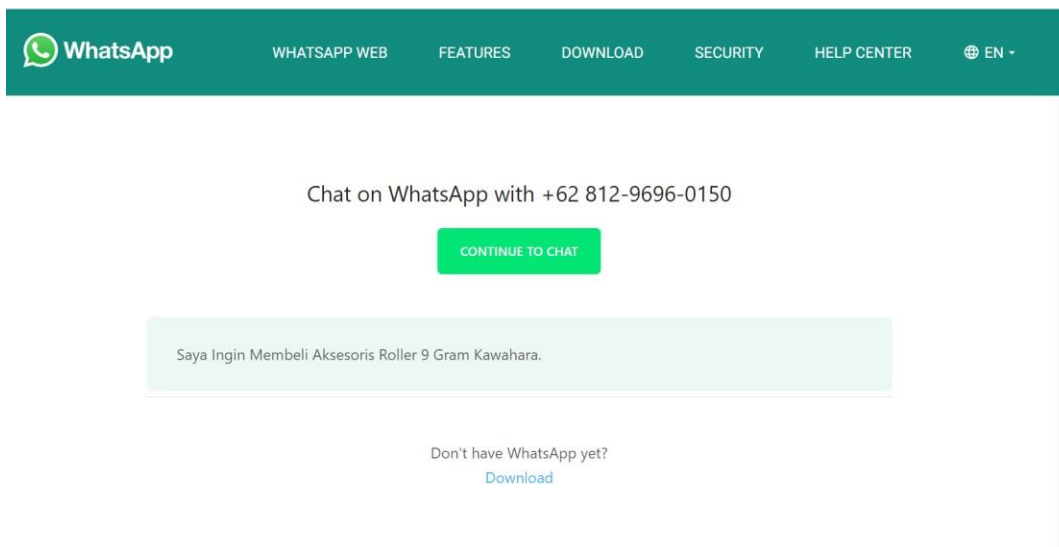 WhatsApp WHATSAPP WEB FEATURES DOWNLOAD SECURITY HELP CENTER EN
Chat on WhatsApp with +62 812-9696-0150
CONTINUE TO CHAT
Saya Ingin Membeli Aksesoris Roller 9 Gram Kawahara.
Don't have WhatsApp yet?
Download